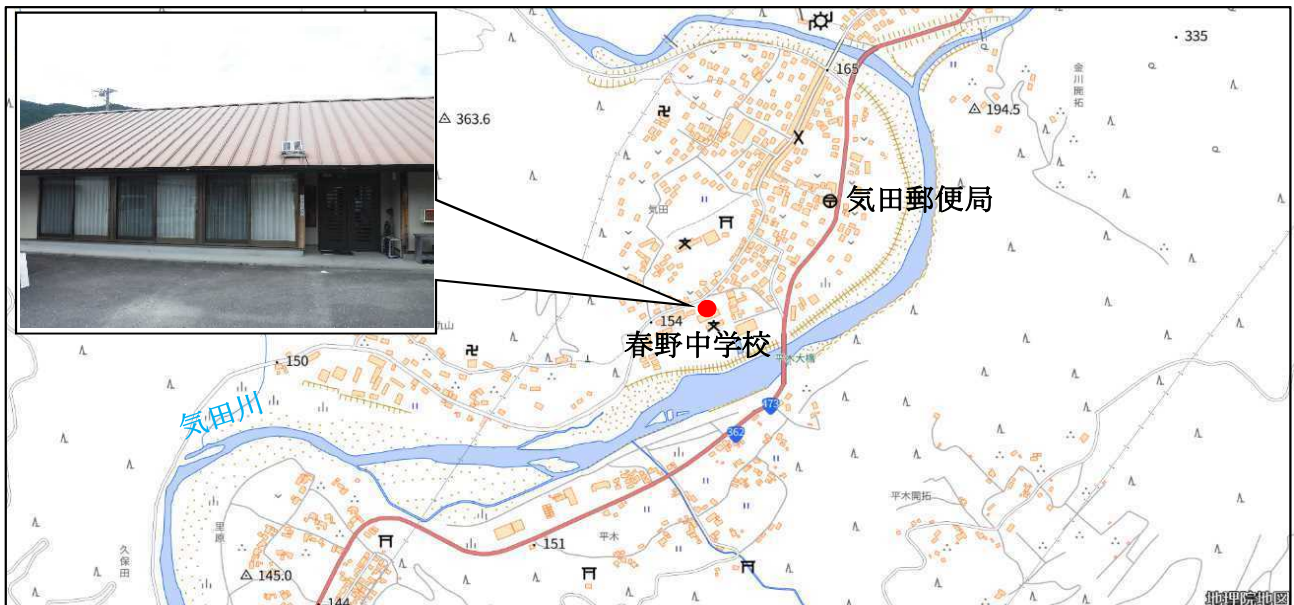 335
165
金川開拓
194.5
363.6
気田郵便局
気田
154
春野中学校
平木大橋
150
気田川
473
362
平木開拓
里原
151
平木
久保田
145.0
144
地理院地図